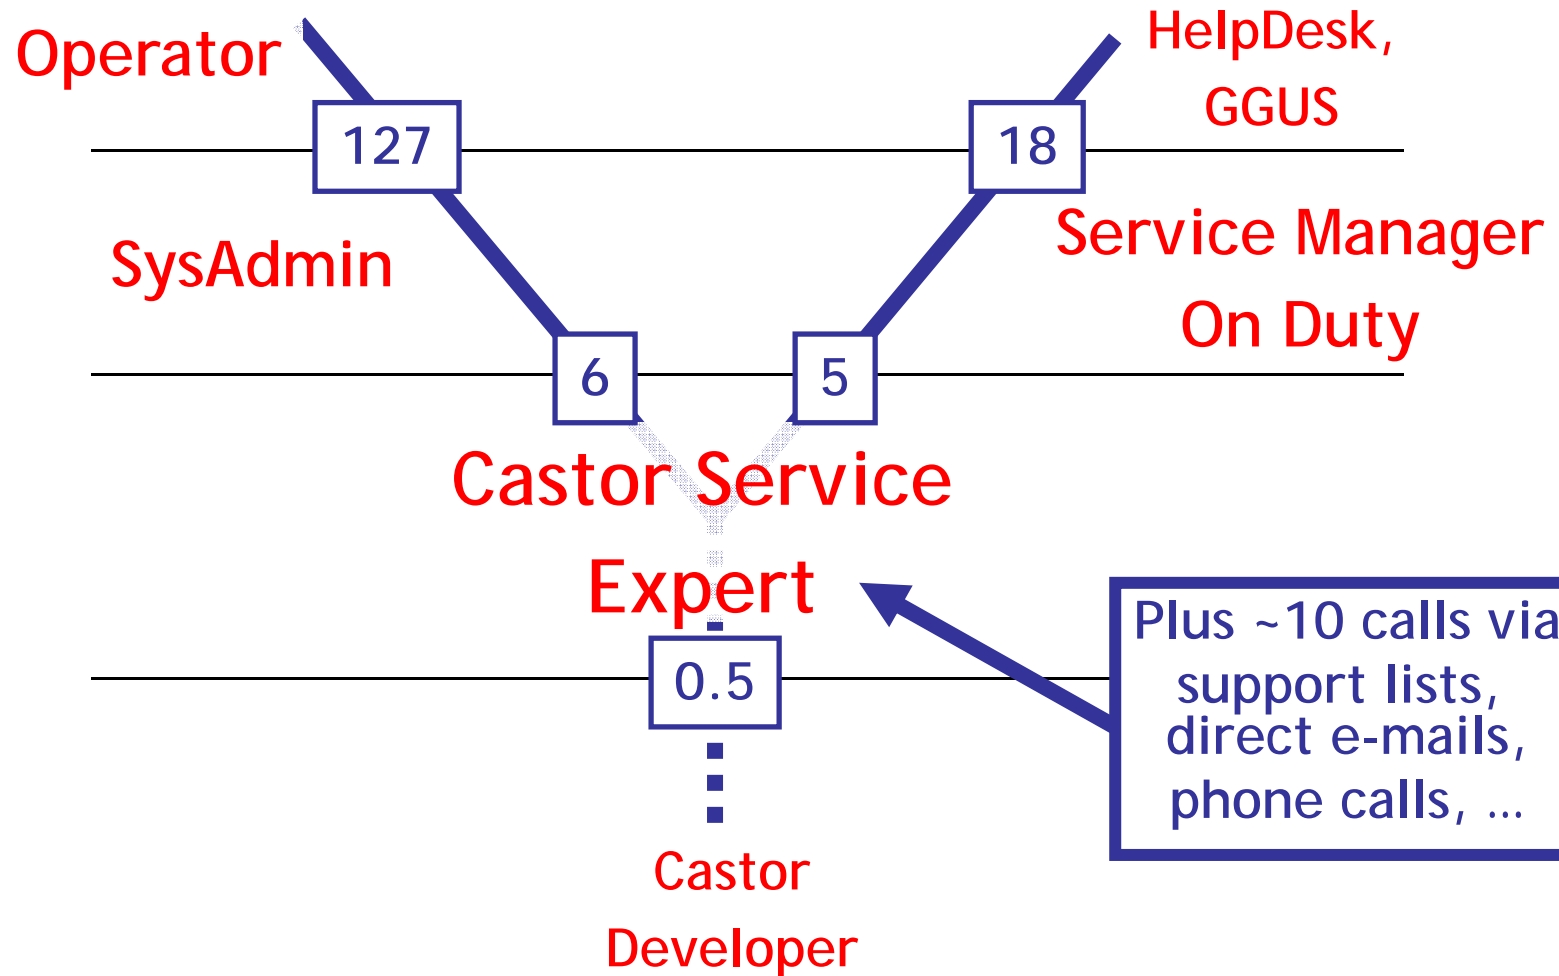 Operator
HelpDesk,
GGUS
127
18
SysAdmin
Service Manager
On Duty
6
5
Castor Service
Expert
Plus ~10 calls via
support lists,
direct e-mails,
phone calls, ...
0.5
Castor
Developer